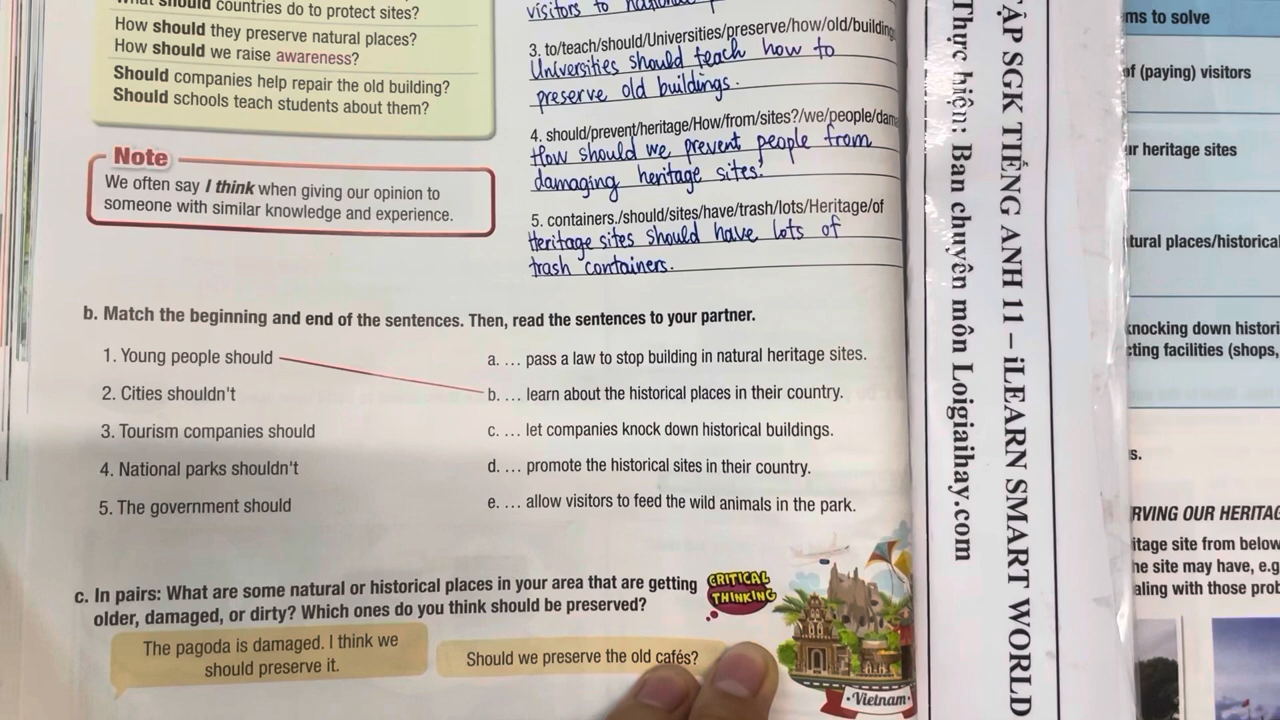 should countries do to protect sites?
How should they preserve natural places?
How should we raise awareness?
Should companies help repair the old building?
Should schools teach students about them?
Note
We often say I think when giving our opinion to
someone with similar knowledge and experience.
visitors to
3. to/teach/should/Universities/preserve/how/old/building
Universities should teach how to
preserve old buildings.
4. should/prevent/heritage/How/from/sites?/we/people/dam
How should we prevent people from
damaging heritage sites?
5. containers./should/sites/have/trash/lots/Heritage/of
Heritage sites should have lots of
trash containers.
b. Match the beginning and end of the sentences. Then, read the sentences to your partner.
1. Young people should
2. Cities shouldn't
3. Tourism companies should
4. National parks shouldn't
5. The government should
a. ... pass a law to stop building in natural heritage sites.
b. ... learn about the historical places in their country.
c. ... let companies knock down historical buildings.
d. ... promote the historical sites in their country.
e. ... allow visitors to feed the wild animals in the park.
c. In pairs: What are some natural or historical places in your area that are getting
older, damaged, or dirty? Which ones do you think should be preserved?
CRITICAL
THINKING
The pagoda is damaged. I think we
should preserve it.
Should we preserve the old cafés?
Vietnam
ẬP SGK TIẾNG ANH 11 – iLEARN SMART WORLD
Thực hiện: Ban chuyên môn Loigiaihay.com
ms to solve
of (paying) visitors
ur heritage sites
tural places/historical
knocking down histori
cting facilities (shops,
s.
RVING OUR HERITAG
itage site from below
he site may have, e.g
aling with those prob